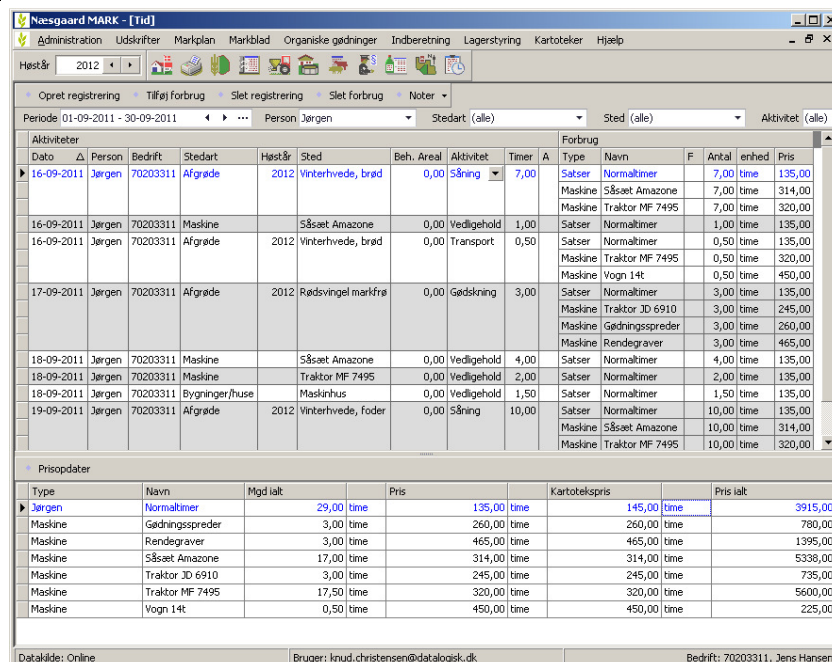 Næsgaard MARK - [Tid]
Administration Udskrifter Markplan Markblad Organiske gødninger Indberetning Lagerstyring Kartoteker Hjælp
Høstår 2012
Opret registrering Tilføj forbrug Slet registrering Slet forbrug Noter
Periode 01-09-2011 - 30-09-2011 ... Person Jørgen Stedart (alle) Sted (alle) Aktivitet (alle)
Aktiviteter Forbrug
Dato Person Bedrift Stedart Høstår Sted Beh. Areal Aktivitet Timer A Type Navn F Antal enhed Pris
16-09-2011 Jørgen 70203311 Afgrøde 2012 Vinterhvede, brød 0,00 Såning 7,00 Satser Normaltimer 7,00 time 135,00
Maskine Såsæt Amazone 7,00 time 314,00
Maskine Traktor MF 7495 7,00 time 320,00
16-09-2011 Jørgen 70203311 Maskine Såsæt Amazone 0,00 Vedligehold 1,00 Satser Normaltimer 1,00 time 135,00
16-09-2011 Jørgen 70203311 Afgrøde 2012 Vinterhvede, brød 0,00 Transport 0,50 Satser Normaltimer 0,50 time 135,00
Maskine Traktor MF 7495 0,50 time 320,00
Maskine Vogn 14t 0,50 time 450,00
17-09-2011 Jørgen 70203311 Afgrøde 2012 Rødsvingel markfrø 0,00 Gødskning 3,00 Satser Normaltimer 3,00 time 135,00
Maskine Traktor JD 6910 3,00 time 245,00
Maskine Gødningsspreder 3,00 time 260,00
Maskine Rendegraver 3,00 time 465,00
18-09-2011 Jørgen 70203311 Maskine Såsæt Amazone 0,00 Vedligehold 4,00 Satser Normaltimer 4,00 time 135,00
18-09-2011 Jørgen 70203311 Maskine Traktor MF 7495 0,00 Vedligehold 2,00 Satser Normaltimer 2,00 time 135,00
18-09-2011 Jørgen 70203311 Bygninger/huse Maskinhus 0,00 Vedligehold 1,50 Satser Normaltimer 1,50 time 135,00
19-09-2011 Jørgen 70203311 Afgrøde 2012 Vinterhvede, foder 0,00 Såning 10,00 Satser Normaltimer 10,00 time 135,00
Maskine Såsæt Amazone 10,00 time 314,00
Maskine Traktor MF 7495 10,00 time 320,00
Prisopdater
Type Navn Mgd ialt Pris Kartotekspris Pris ialt
Jørgen Normaltimer 29,00 time 135,00 time 145,00 time 3915,00
Maskine Gødningsspreder 3,00 time 260,00 time 260,00 time 780,00
Maskine Rendegraver 3,00 time 465,00 time 465,00 time 1395,00
Maskine Såsæt Amazone 17,00 time 314,00 time 314,00 time 5338,00
Maskine Traktor JD 6910 3,00 time 245,00 time 245,00 time 735,00
Maskine Traktor MF 7495 17,50 time 320,00 time 320,00 time 5600,00
Maskine Vogn 14t 0,50 time 450,00 time 450,00 time 225,00
Datakilde: Online Bruger: knud.christensen@datalogisk.dk Bedrift: 70203311, Jens Hansen